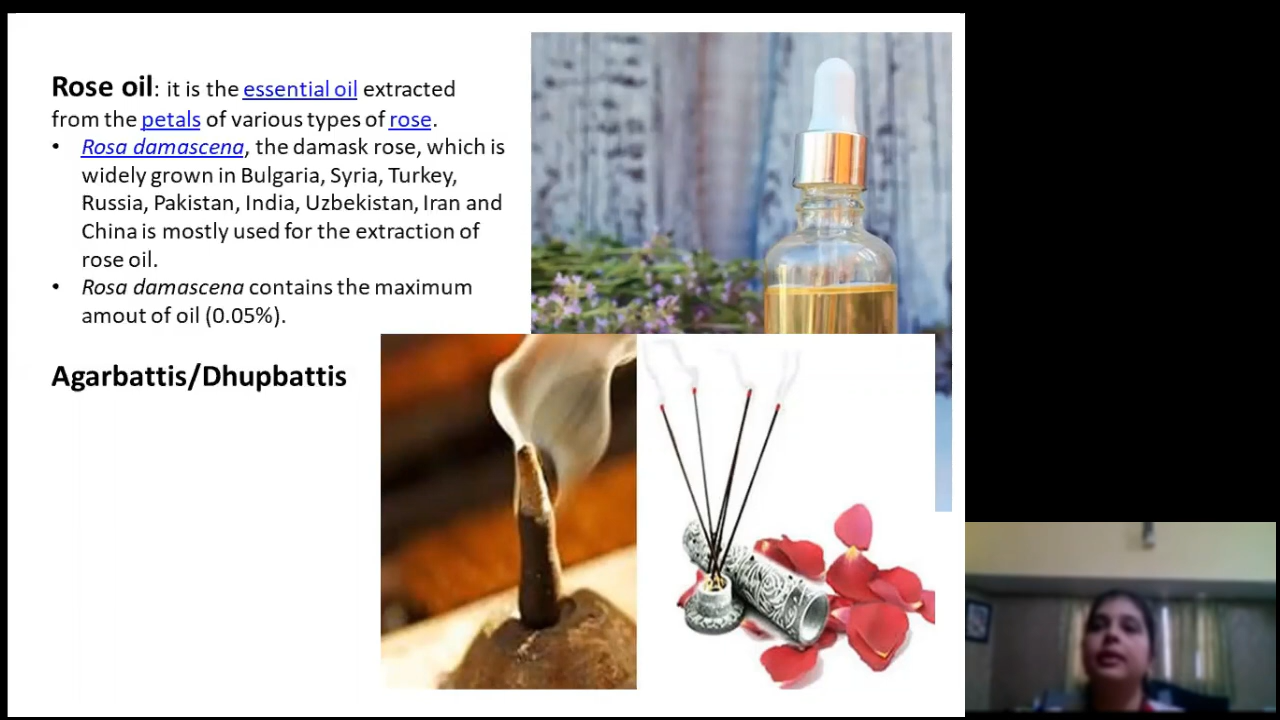 Rose oil: it is the essential oil extracted
from the petals of various types of rose.
• Rosa damascena, the damask rose, which is
widely grown in Bulgaria, Syria, Turkey,
Russia, Pakistan, India, Uzbekistan, Iran and
China is mostly used for the extraction of
rose oil.
• Rosa damascena contains the maximum
amout of oil (0.05%).
Agarbattis/Dhupbattis